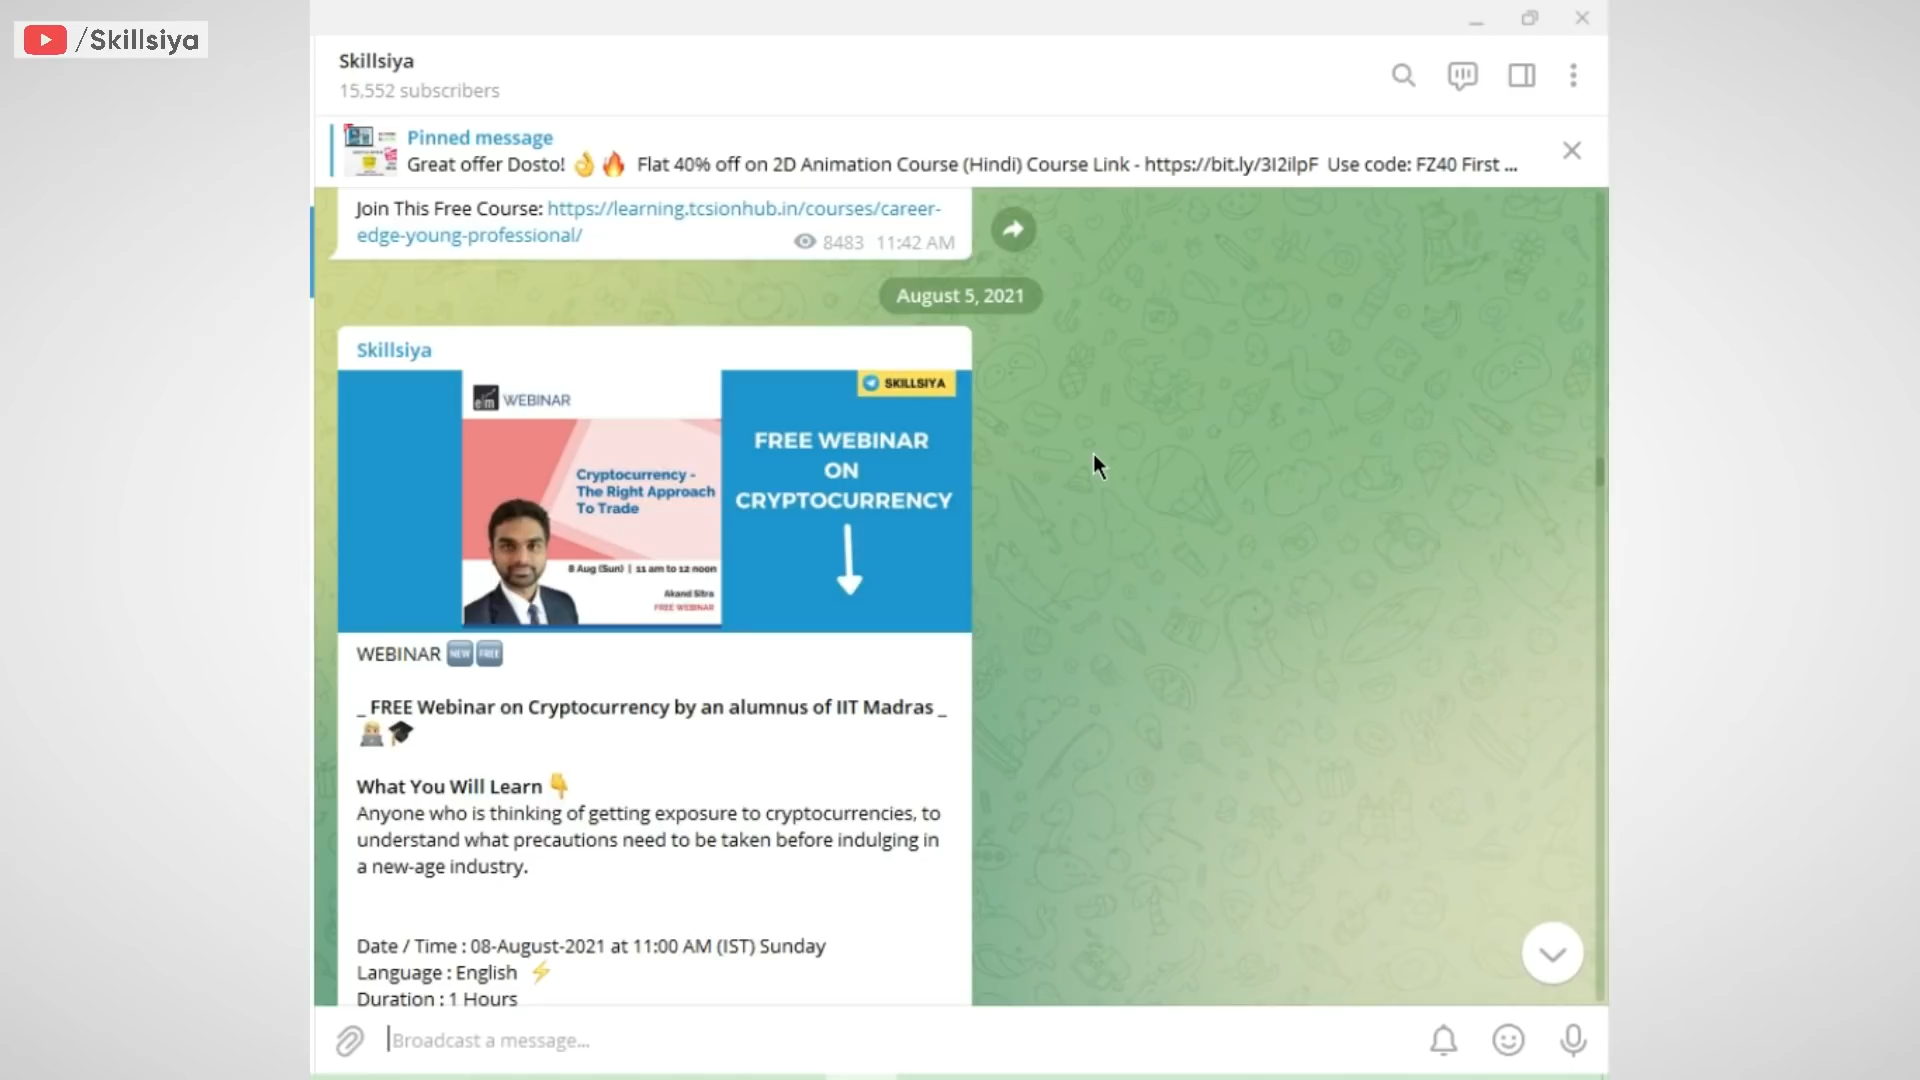 /Skillsiya
Skillsiya
15,552 subscribers
Pinned message
Great offer Dosto! 👌🔥 Flat 40% off on 2D Animation Course (Hindi) Course Link - https://bit.ly/3I2ilpF Use code: FZ40 First ...
Join This Free Course: https://learning.tcsionhub.in/courses/career-
edge-young-professional/
8483 11:42 AM
August 5, 2021
Skillsiya
SKILLSIYA
WEBINAR
FREE WEBINAR
ON
CRYPTOCURRENCY
Cryptocurrency -
The Right Approach
To Trade
8 Aug (Sun) | 11 am to 12 noon
Akand Sitra
FREE WEBINAR
WEBINAR NEW FREE
_ FREE Webinar on Cryptocurrency by an alumnus of IIT Madras _
What You Will Learn 👇
Anyone who is thinking of getting exposure to cryptocurrencies, to
understand what precautions need to be taken before indulging in
a new-age industry.
Date / Time : 08-August-2021 at 11:00 AM (IST) Sunday
Language : English ⚡
Duration : 1 Hours
Broadcast a message...